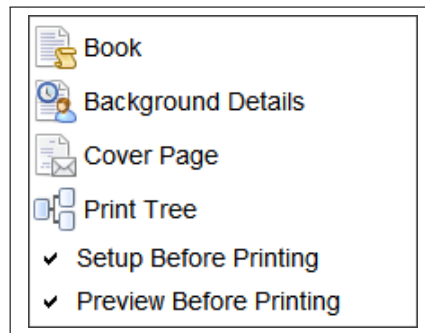 Book
Background Details
Cover Page
Print Tree
Setup Before Printing
Preview Before Printing